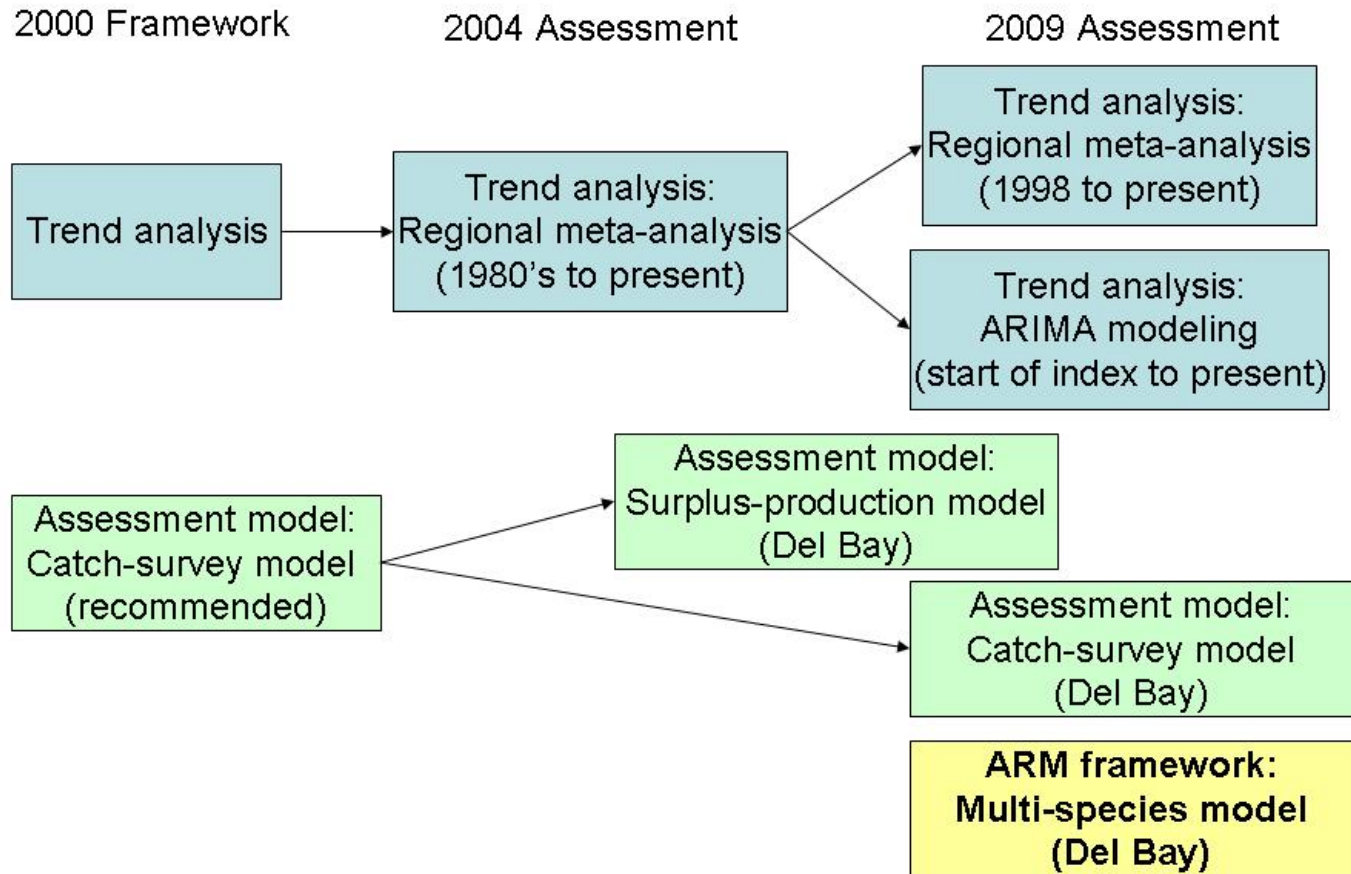 2000 Framework
2004 Assessment
2009 Assessment
Trend analysis
Trend analysis:
Regional meta-analysis
(1980's to present)
Trend analysis:
Regional meta-analysis
(1998 to present)
Trend analysis:
ARIMA modeling
(start of index to present)
Assessment model:
Catch-survey model
(recommended)
Assessment model:
Surplus-production model
(Del Bay)
Assessment model:
Catch-survey model
(Del Bay)
ARM framework:
Multi-species model
(Del Bay)